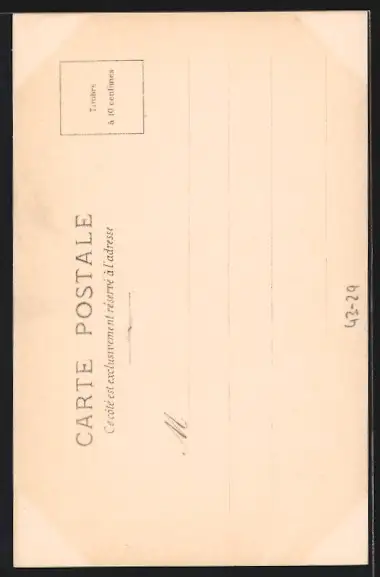 CARTE POSTALE
Ce côté est exclusivement réservé à l'adresse
Timbre
à 10 centimes
M
43-29